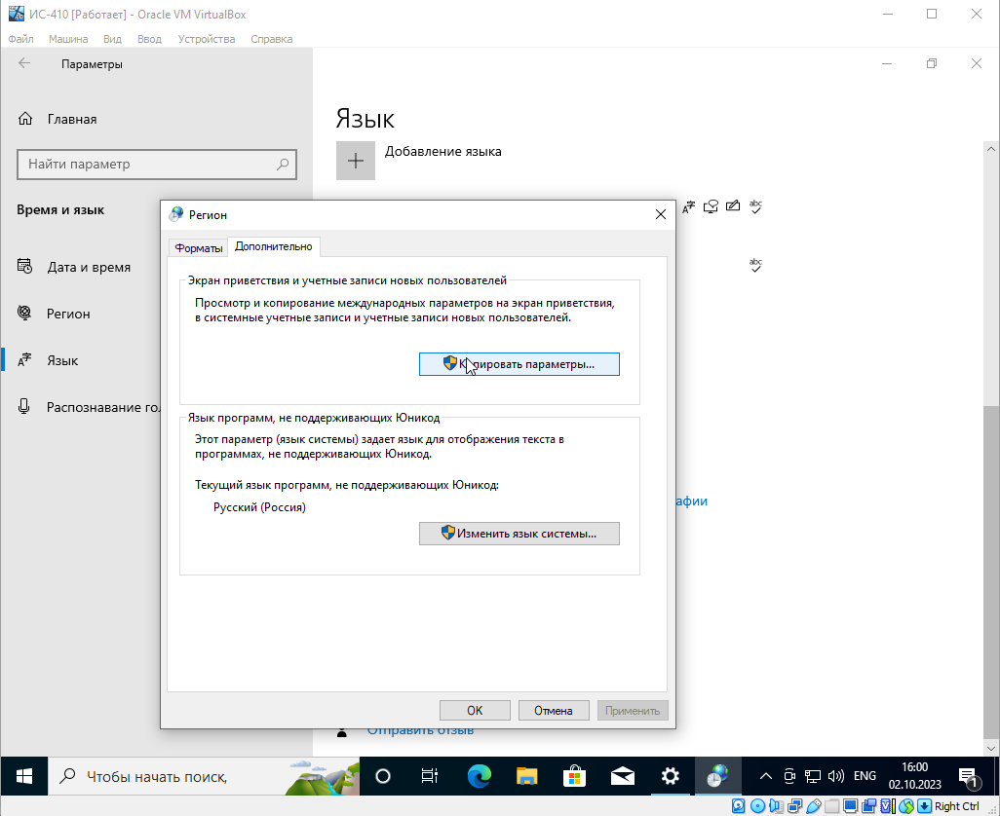 ИС-410 [Работает] - Oracle VM VirtualBox
Файл Машина Вид Ввод Устройства Справка
Параметры
Главная
Найти параметр
Время и язык
Дата и время
Регион
Язык
Распознавание гол
Язык
Добавление языка
Регион
Форматы Дополнительно
Экран приветствия и учетные записи новых пользователей
Просмотр и копирование международных параметров на экран приветствия,
в системные учетные записи и учетные записи новых пользователей.
Копировать параметры...
Язык программ, не поддерживающих Юникод
Этот параметр (язык системы) задает язык для отображения текста в
программах, не поддерживающих Юникод.
Текущий язык программ, не поддерживающих Юникод:
Русский (Россия)
Изменить язык системы...
OK Отмена Применить
афии
Отправить отзыв
Чтобы начать поиск,
ENG
16:00
02.10.2023
1
Right Ctrl